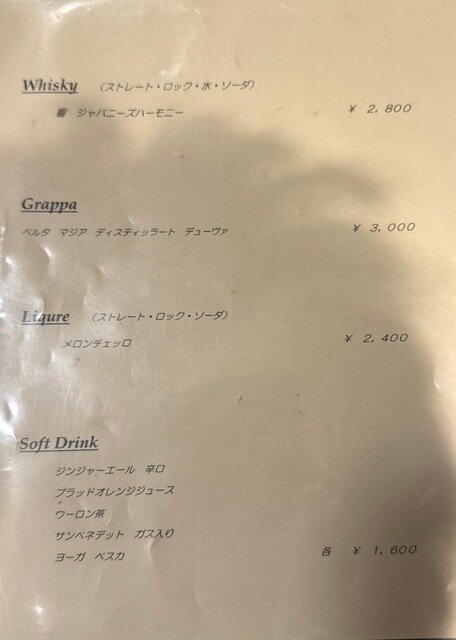 Whisky （ストレート・ロック・水・ソーダ）
響 ジャパニーズハーモニー ￥ 2,800
Grappa
ベルタ マジア ディスティッラート デューヴァ ￥ 3,000
Liqure （ストレート・ロック・ソーダ）
メロンチェッロ ￥ 2,400
Soft Drink
ジンジャーエール 辛口
ブラッドオレンジジュース
ウーロン茶
サンベネデット ガス入り
ヨーガ ペスカ 各 ￥ 1,600